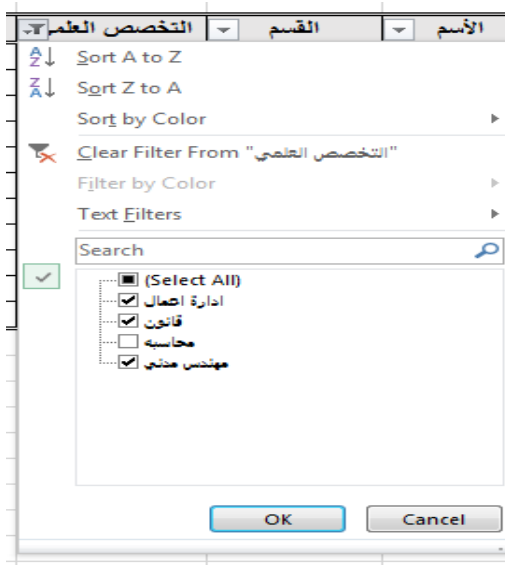 الأسم القسم التخصص العلمي
Sort A to Z
Sort Z to A
Sort by Color
Clear Filter From "التخصص العلمي"
Filter by Color
Text Filters
Search
(Select All)
ادارة اعمال
قانون
محاسبه
مهندس مدني
OK Cancel